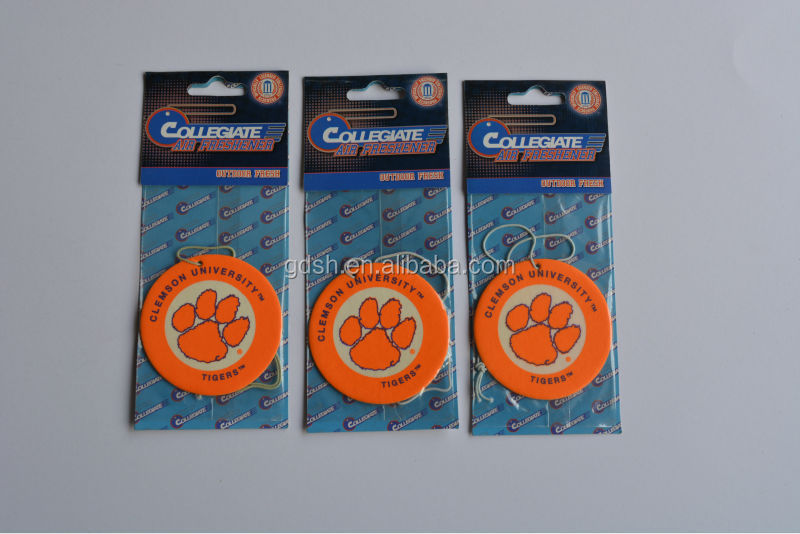 COLLEGIATE
AIR FRESHENER
OUTDOOR FRESH
CLEMSON UNIVERSITY™
TIGERS™
COLLEGIATE
AIR FRESHENER
OUTDOOR FRESH
CLEMSON UNIVERSITY™
TIGERS™
COLLEGIATE
AIR FRESHENER
OUTDOOR FRESH
CLEMSON UNIVERSITY™
TIGERS™
gdsh.en.alibaba.com